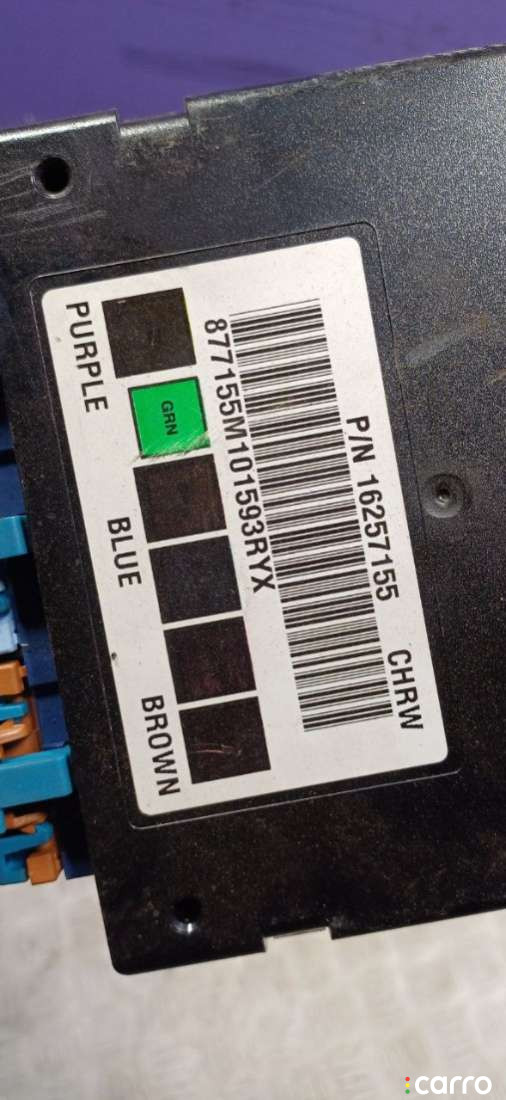 P/N 16257155 CHRW
877155M101593RYX
GRN
PURPLE BLUE BROWN
carro